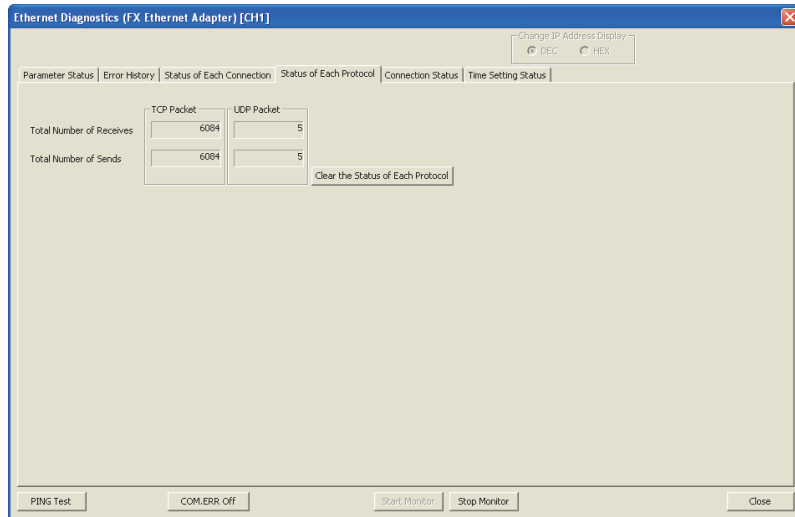 Ethernet Diagnostics (FX Ethernet Adapter) [CH1]
Change IP Address Display
DEC HEX
Parameter Status Error History Status of Each Connection Status of Each Protocol Connection Status Time Setting Status
TCP Packet UDP Packet
Total Number of Receives 6084 5
Total Number of Sends 6084 5
Clear the Status of Each Protocol
PING Test COM.ERR Off Start Monitor Stop Monitor Close